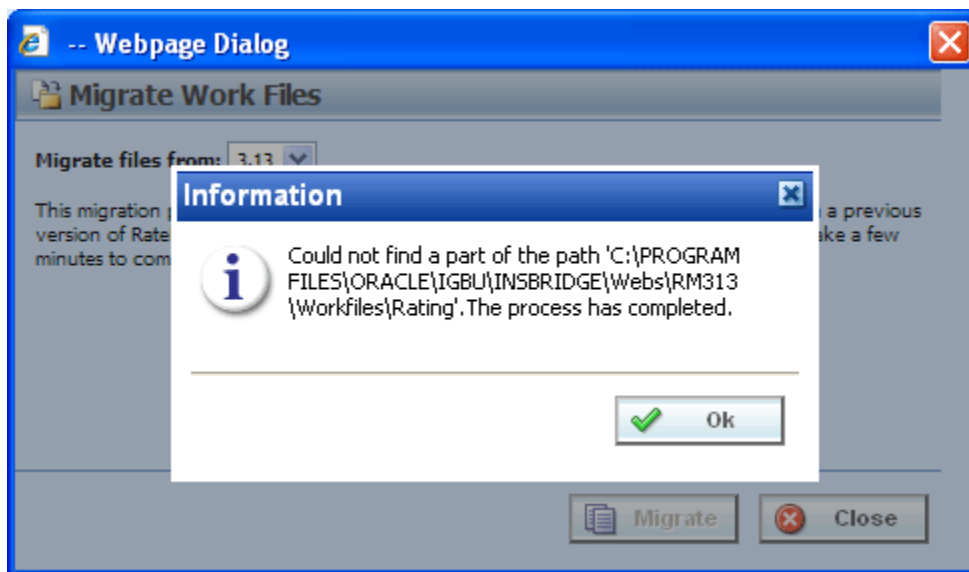 -- Webpage Dialog
Migrate Work Files
Migrate files from: 3.13
Information
This migration
a previous
version of Rate
ake a few
minutes to com
Could not find a part of the path 'C:\PROGRAM
FILES\ORACLE\IGBU\INSBRIDGE\Webs\RM313
\Workfiles\Rating'.The process has completed.
Ok
Migrate
Close